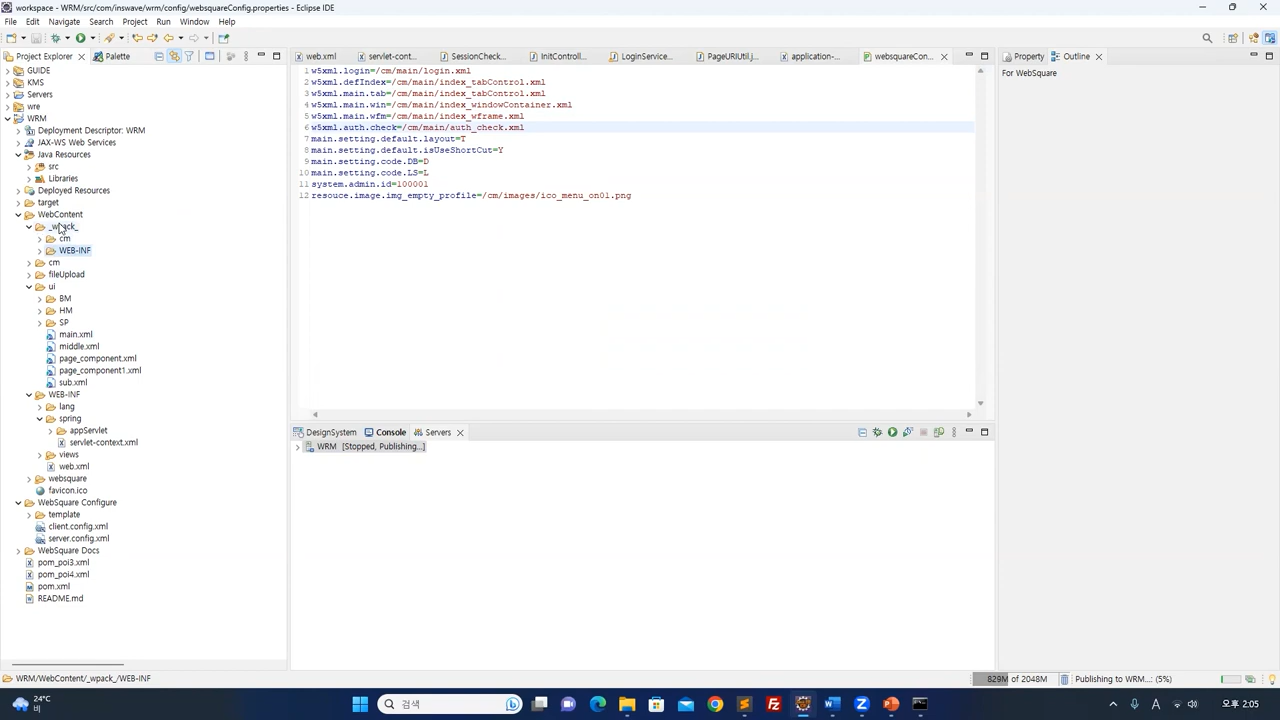 workspace - WRM/src/com/inswave/wrm/config/websquareConfig.properties - Eclipse IDE
File Edit Navigate Search Project Run Window Help
Project Explorer Palette
GUIDE
KMS
Servers
wre
WRM
Deployment Descriptor: WRM
JAX-WS Web Services
Java Resources
src
Libraries
Deployed Resources
target
WebContent
_wpack_
cm
WEB-INF
cm
fileUpload
ui
BM
HM
SP
main.xml
middle.xml
page_component.xml
page_component1.xml
sub.xml
WEB-INF
lang
spring
appServlet
servlet-context.xml
views
web.xml
websquare
favicon.ico
WebSquare Configure
template
client.config.xml
server.config.xml
WebSquare Docs
pom_poi3.xml
pom_poi4.xml
pom.xml
README.md
web.xml servlet-cont... SessionCheck... InitControll... LoginService... PageURIUtil.j... application-... websquareCon...
1 w5xml.login=/cm/main/login.xml
2 w5xml.defIndex=/cm/main/index_tabControl.xml
3 w5xml.main.tab=/cm/main/index_tabControl.xml
4 w5xml.main.win=/cm/main/index_windowContainer.xml
5 w5xml.main.wfm=/cm/main/index_wframe.xml
6 w5xml.auth.check=/cm/main/auth_check.xml
7 main.setting.default.layout=T
8 main.setting.default.isUseShortCut=Y
9 main.setting.code.DB=D
10 main.setting.code.LS=L
11 system.admin.id=100001
12 resouce.image.img_empty_profile=/cm/images/ico_menu_on01.png
DesignSystem Console Servers
WRM [Stopped, Publishing...]
Property Outline
For WebSquare
WRM/WebContent/_wpack_/WEB-INF
829M of 2048M
Publishing to WRM...: (5%)
24°C
비
검색
A
오후 2:05